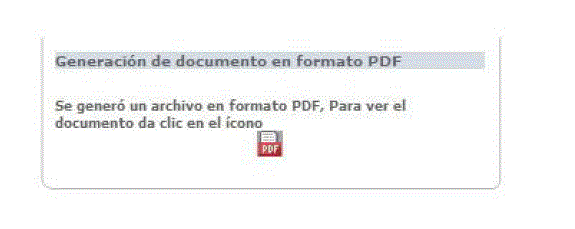 Generación de documento en formato PDF
Se generó un archivo en formato PDF, Para ver el
documento da clic en el ícono
PDF